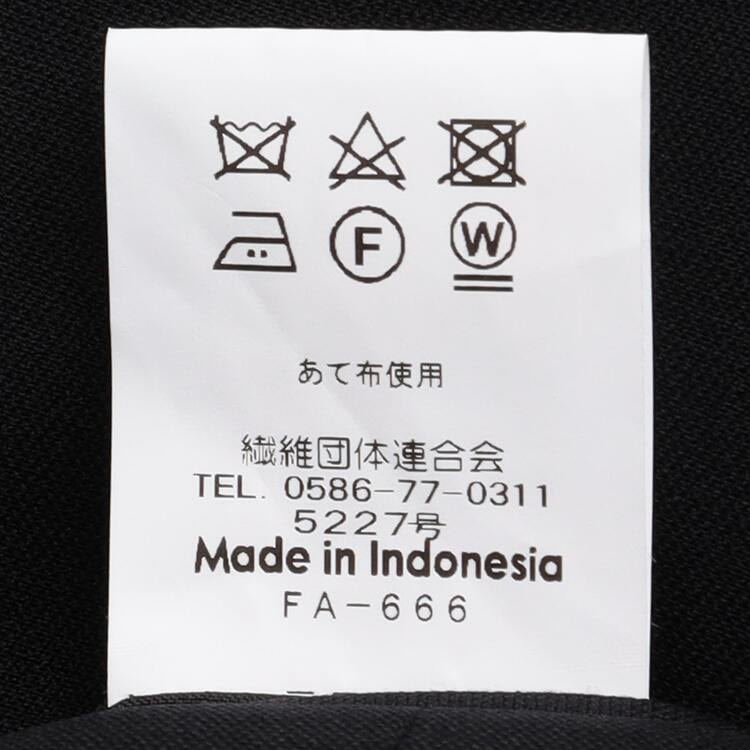 F W
あて布使用
繊維団体連合会
TEL. 0586-77-0311
5227号
Made in Indonesia
FA-666